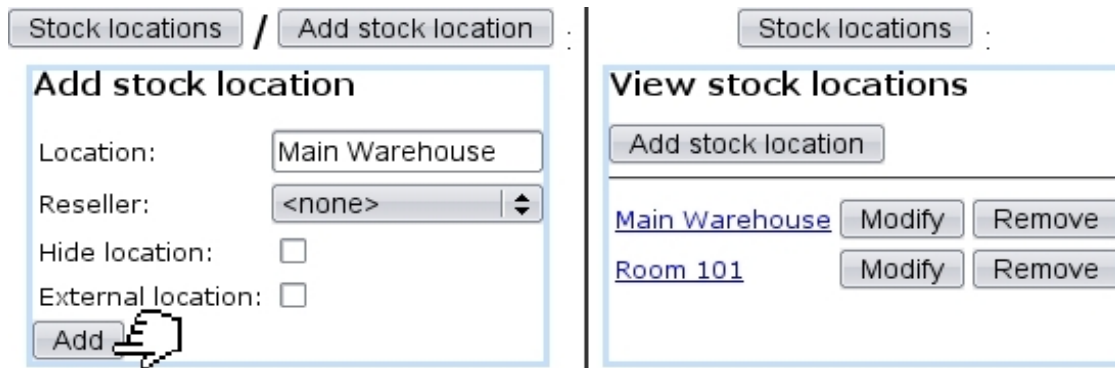 Stock locations / Add stock location :
Add stock location
Location: Main Warehouse
Reseller: <none>
Hide location:
External location:
Add
Stock locations :
View stock locations
Add stock location
Main Warehouse Modify Remove
Room 101 Modify Remove